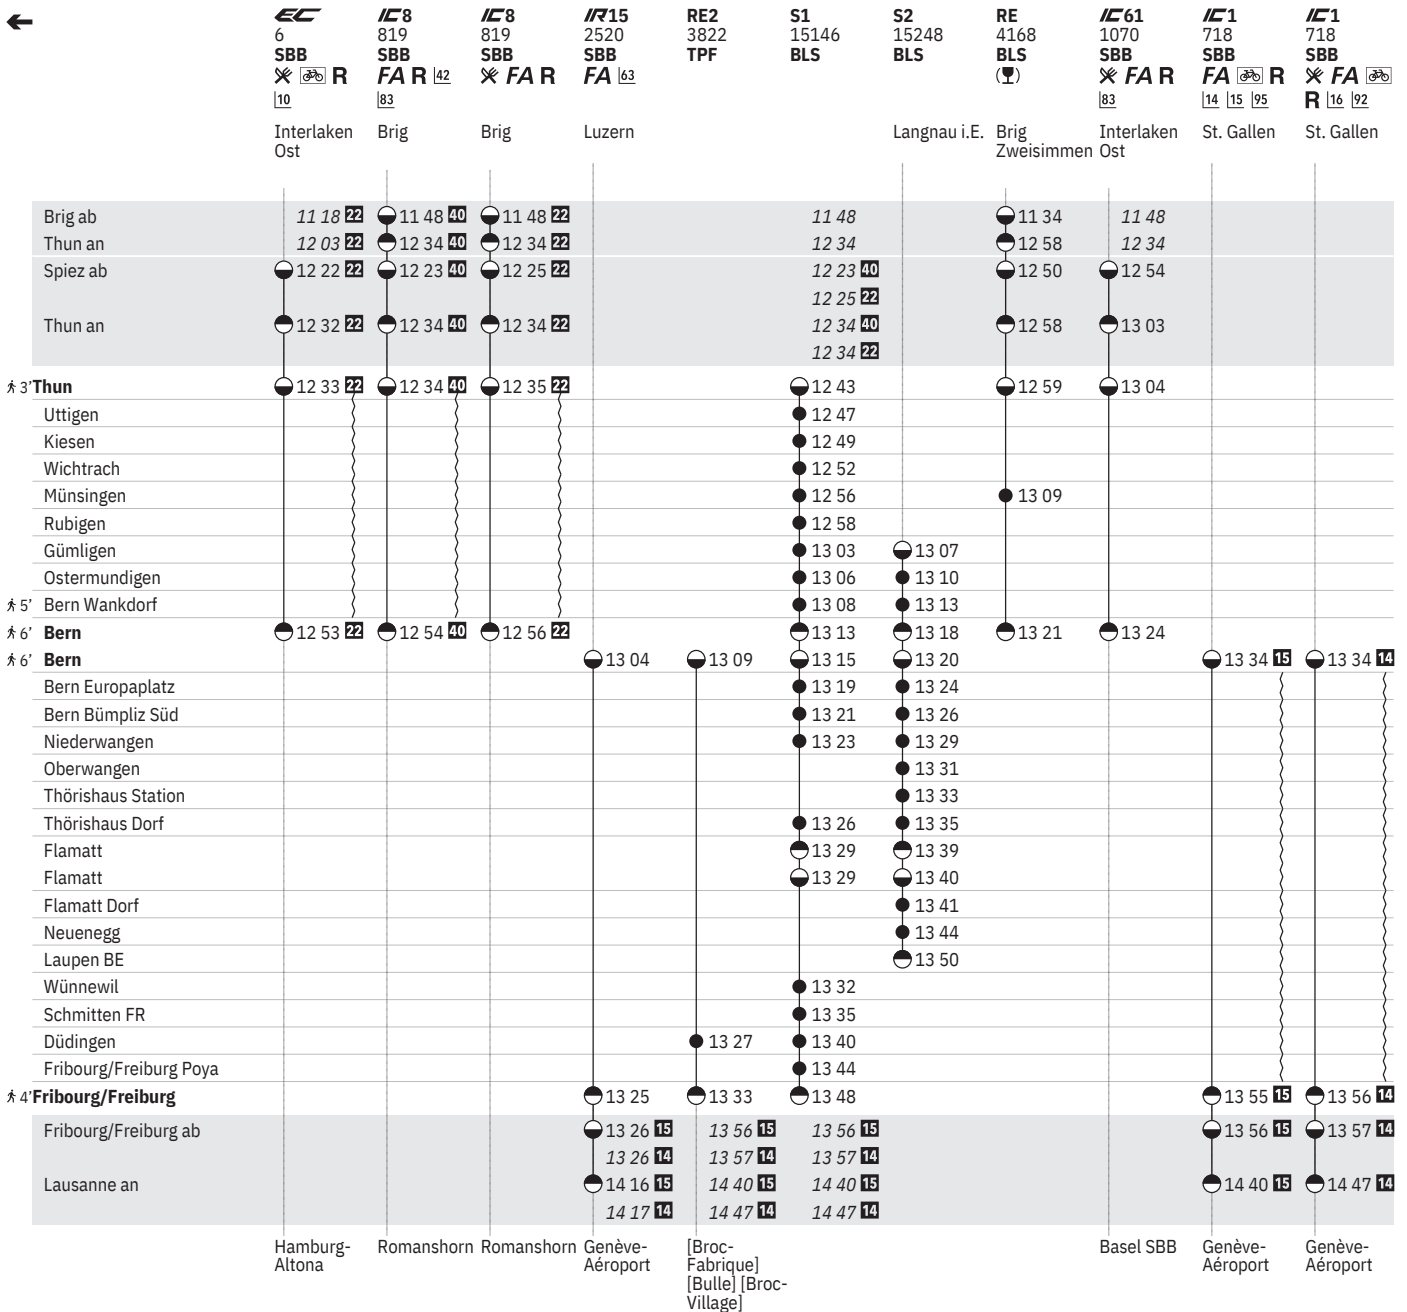 EC IC8 IC8 IR15 RE2 S1 S2 RE IC61 IC1 IC1
6 819 819 2520 3822 15146 15248 4168 1070 718 718
SBB SBB SBB SBB TPF BLS BLS BLS SBB SBB SBB
R FA R 42 FA R FA 63 FA R FA R FA
10 83 83 14 15 95 R 16 92
Interlaken Brig Brig Luzern Langnau i.E. Brig Interlaken St. Gallen St. Gallen
Ost Zweisimmen Ost
Brig ab 11 18 22 11 48 40 11 48 22 11 48 11 34 11 48
Thun an 12 03 22 12 34 40 12 34 22 12 34 12 58 12 34
Spiez ab 12 22 22 12 23 40 12 25 22 12 23 40 12 50 12 54
12 25 22
Thun an 12 32 22 12 34 40 12 34 22 12 34 40 12 58 13 03
12 34 22
3' Thun 12 33 22 12 34 40 12 35 22 12 43 12 59 13 04
Uttigen 12 47
Kiesen 12 49
Wichtrach 12 52
Münsingen 12 56 13 09
Rubigen 12 58
Gümligen 13 03 13 07
Ostermundigen 13 06 13 10
5' Bern Wankdorf 13 08 13 13
6' Bern 12 53 22 12 54 40 12 56 22 13 13 13 18 13 21 13 24
6' Bern 13 04 13 09 13 15 13 20 13 34 15 13 34 14
Bern Europaplatz 13 19 13 24
Bern Bümpliz Süd 13 21 13 26
Niederwangen 13 23 13 29
Oberwangen 13 31
Thörishaus Station 13 33
Thörishaus Dorf 13 26 13 35
Flamatt 13 29 13 39
Flamatt 13 29 13 40
Flamatt Dorf 13 41
Neuenegg 13 44
Laupen BE 13 50
Wünnewil 13 32
Schmitten FR 13 35
Düdingen 13 27 13 40
Fribourg/Freiburg Poya 13 44
4' Fribourg/Freiburg 13 25 13 33 13 48 13 55 15 13 56 14
Fribourg/Freiburg ab 13 26 15 13 56 15 13 56 15 13 56 15 13 57 14
13 26 14 13 57 14 13 57 14
Lausanne an 14 16 15 14 40 15 14 40 15 14 40 15 14 47 14
14 17 14 14 47 14 14 47 14
Hamburg- Romanshorn Romanshorn Genève- [Broc- Basel SBB Genève- Genève-
Altona Aéroport Fabrique] Aéroport Aéroport
[Bulle] [Broc-
Village]